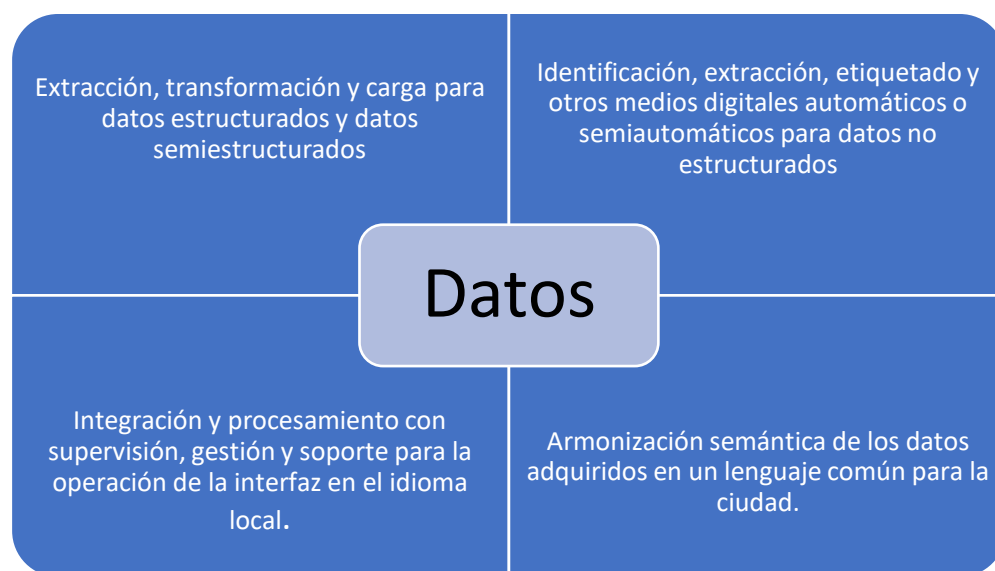 Extracción, transformación y carga para
datos estructurados y datos
semiestructurados
Identificación, extracción, etiquetado y
otros medios digitales automáticos o
semiautomáticos para datos no
estructurados
Datos
Integración y procesamiento con
supervisión, gestión y soporte para la
operación de la interfaz en el idioma
local.
Armonización semántica de los datos
adquiridos en un lenguaje común para la
ciudad.